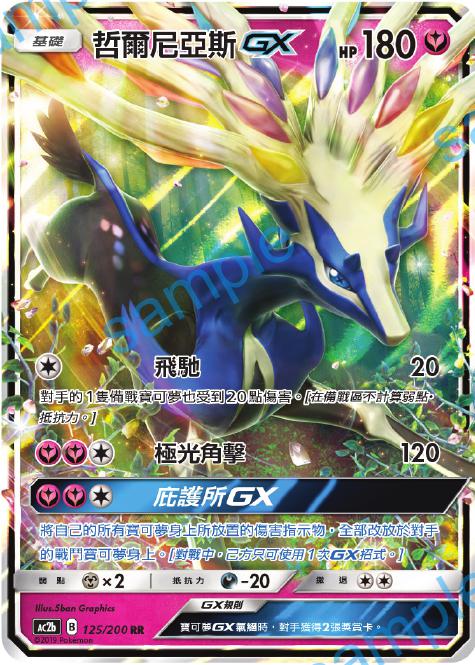 基礎 哲爾尼亞斯GX HP 180
飛馳 20
對手的1隻備戰寶可夢也受到20點傷害。[在備戰區不計算弱點・
抵抗力。]
極光角擊 120
庇護所GX
將自己的所有寶可夢身上所放置的傷害指示物,全部改放於對手
的戰鬥寶可夢身上。[對戰中,己方只可使用1次GX招式。]
弱點 ×2 抵抗力 -20 撤退
Illus.5ban Graphics
GX規則
AC2b B 125/200 RR
寶可夢GX氣絕時,對手獲得2張獎賞卡。
©2019 Pokémon
sample
sample
sample
sample